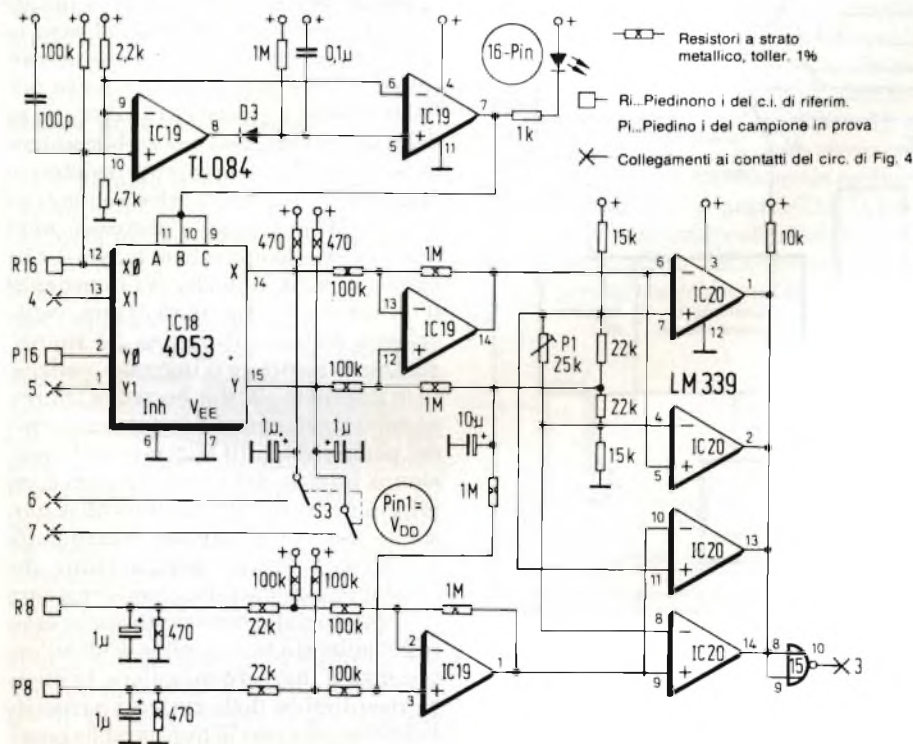 100k
2,2k
1M
0,1µ
100p
47k
9
10
8
IC19
TL084
D3
6
5
4
7
11
IC19
16-Pin
1k
Resistori a strato
metallico, toller. 1%
Ri...Piedinono i del c.i. di riferim.
Pi...Piedino i del campione in prova
Collegamenti ai contatti del circ. di Fig. 4
11 10 9
A B C
R16 12 X0
4 13 X1
P16 2 Y0
5 1 Y1
IC18
4053
X 14
Y 15
Inh VEE
6 7
470 470
100k
1M
13
12
IC19
14
100k
1M
1µ 1µ
10µ
1M
6
7
S3
Pin1=
VDD
15k
22k
22k
15k
P1
25k
10k
6
7
3
1
12
IC20
LM339
4
5
2
IC20
10
11
13
IC20
8
9
14
IC20
8
9
15
10
3
R8
1µ 470
22k
100k 100k
100k
1M
2
3
IC19
1
P8
22k
100k
1µ 470